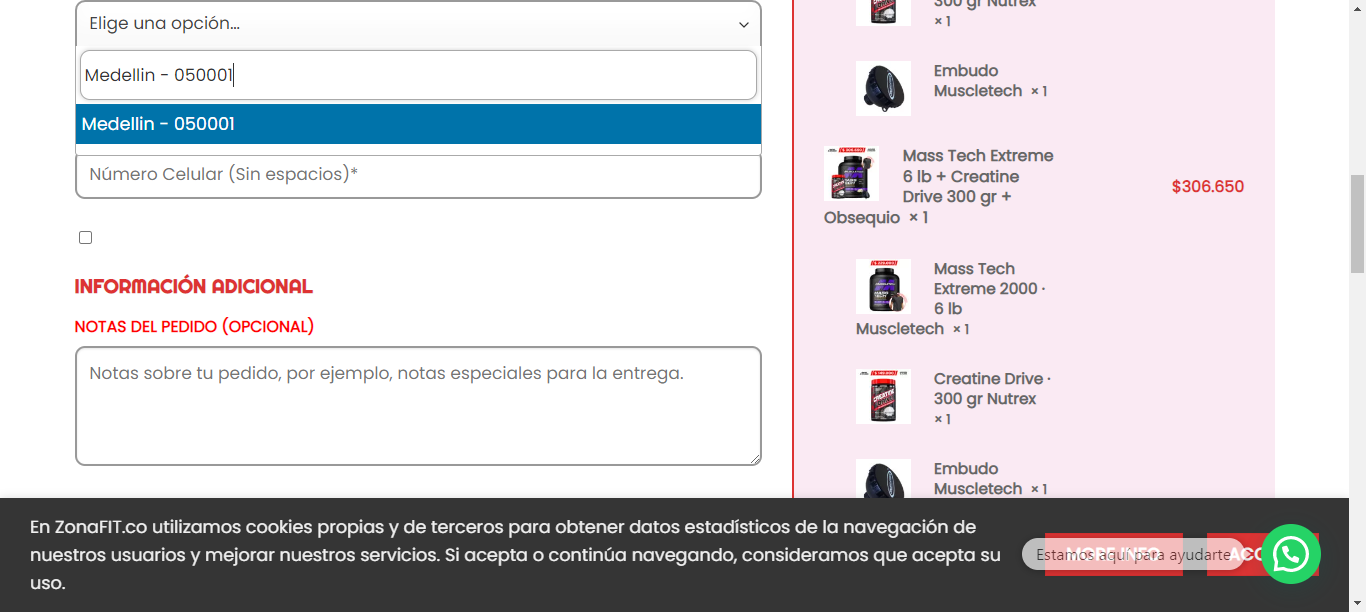 Elige una opción...
Medellin - 050001
Medellin - 050001
Número Celular (Sin espacios)*
INFORMACIÓN ADICIONAL
NOTAS DEL PEDIDO (OPCIONAL)
Notas sobre tu pedido, por ejemplo, notas especiales para la entrega.
300 gr Nutrex
× 1
Embudo
Muscletech × 1
Mass Tech Extreme
6 lb + Creatine
Drive 300 gr +
Obsequio × 1
$306.650
Mass Tech
Extreme 2000 ·
6 lb
Muscletech × 1
Creatine Drive ·
300 gr Nutrex
× 1
Embudo
Muscletech × 1
En ZonaFIT.co utilizamos cookies propias y de terceros para obtener datos estadísticos de la navegación de
nuestros usuarios y mejorar nuestros servicios. Si acepta o continúa navegando, consideramos que acepta su
uso.
MORE INFO
Estamos aquí para ayudarte